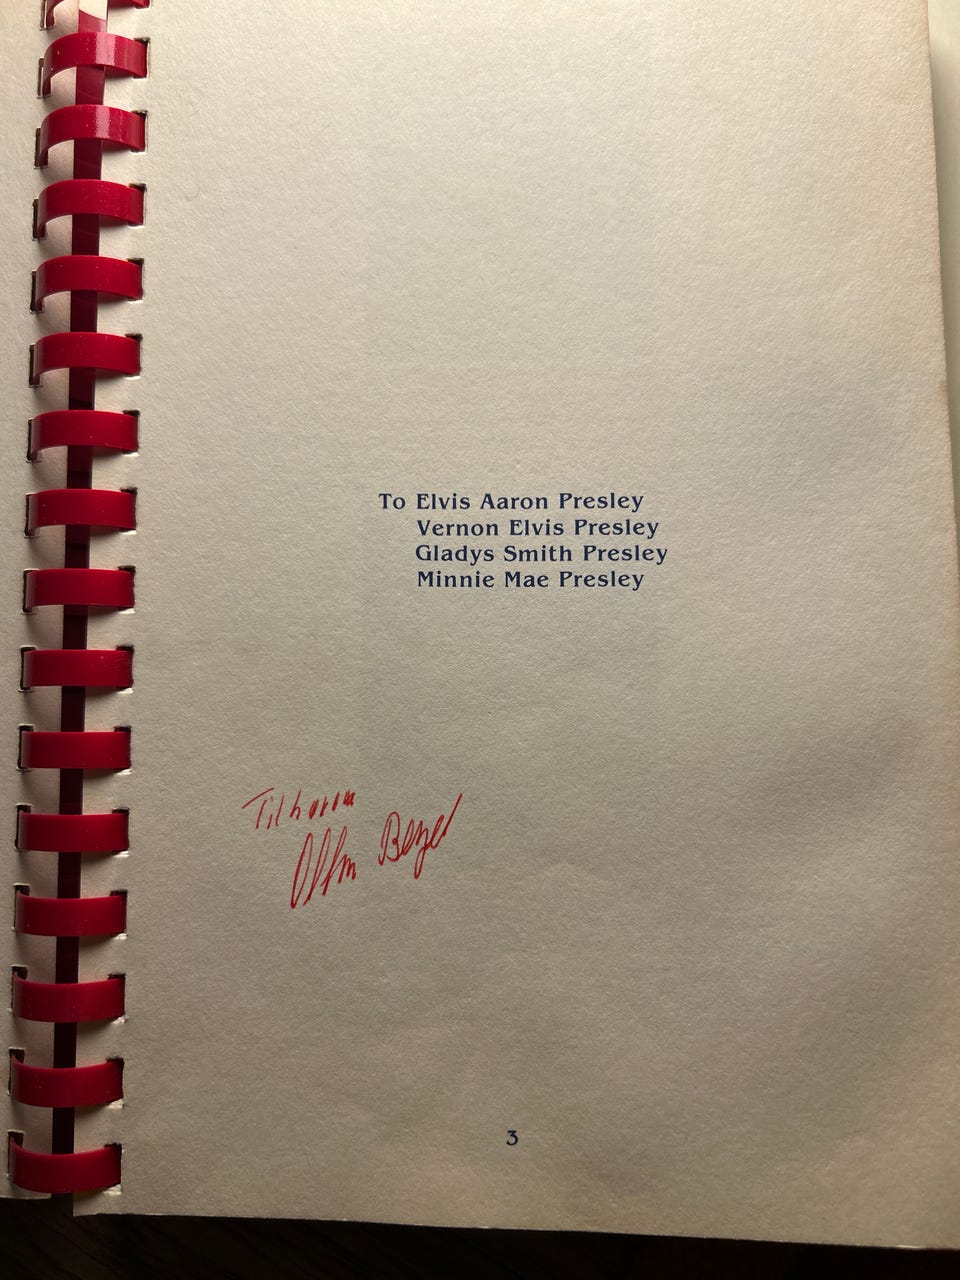 To Elvis Aaron Presley
Vernon Elvis Presley
Gladys Smith Presley
Minnie Mae Presley
3